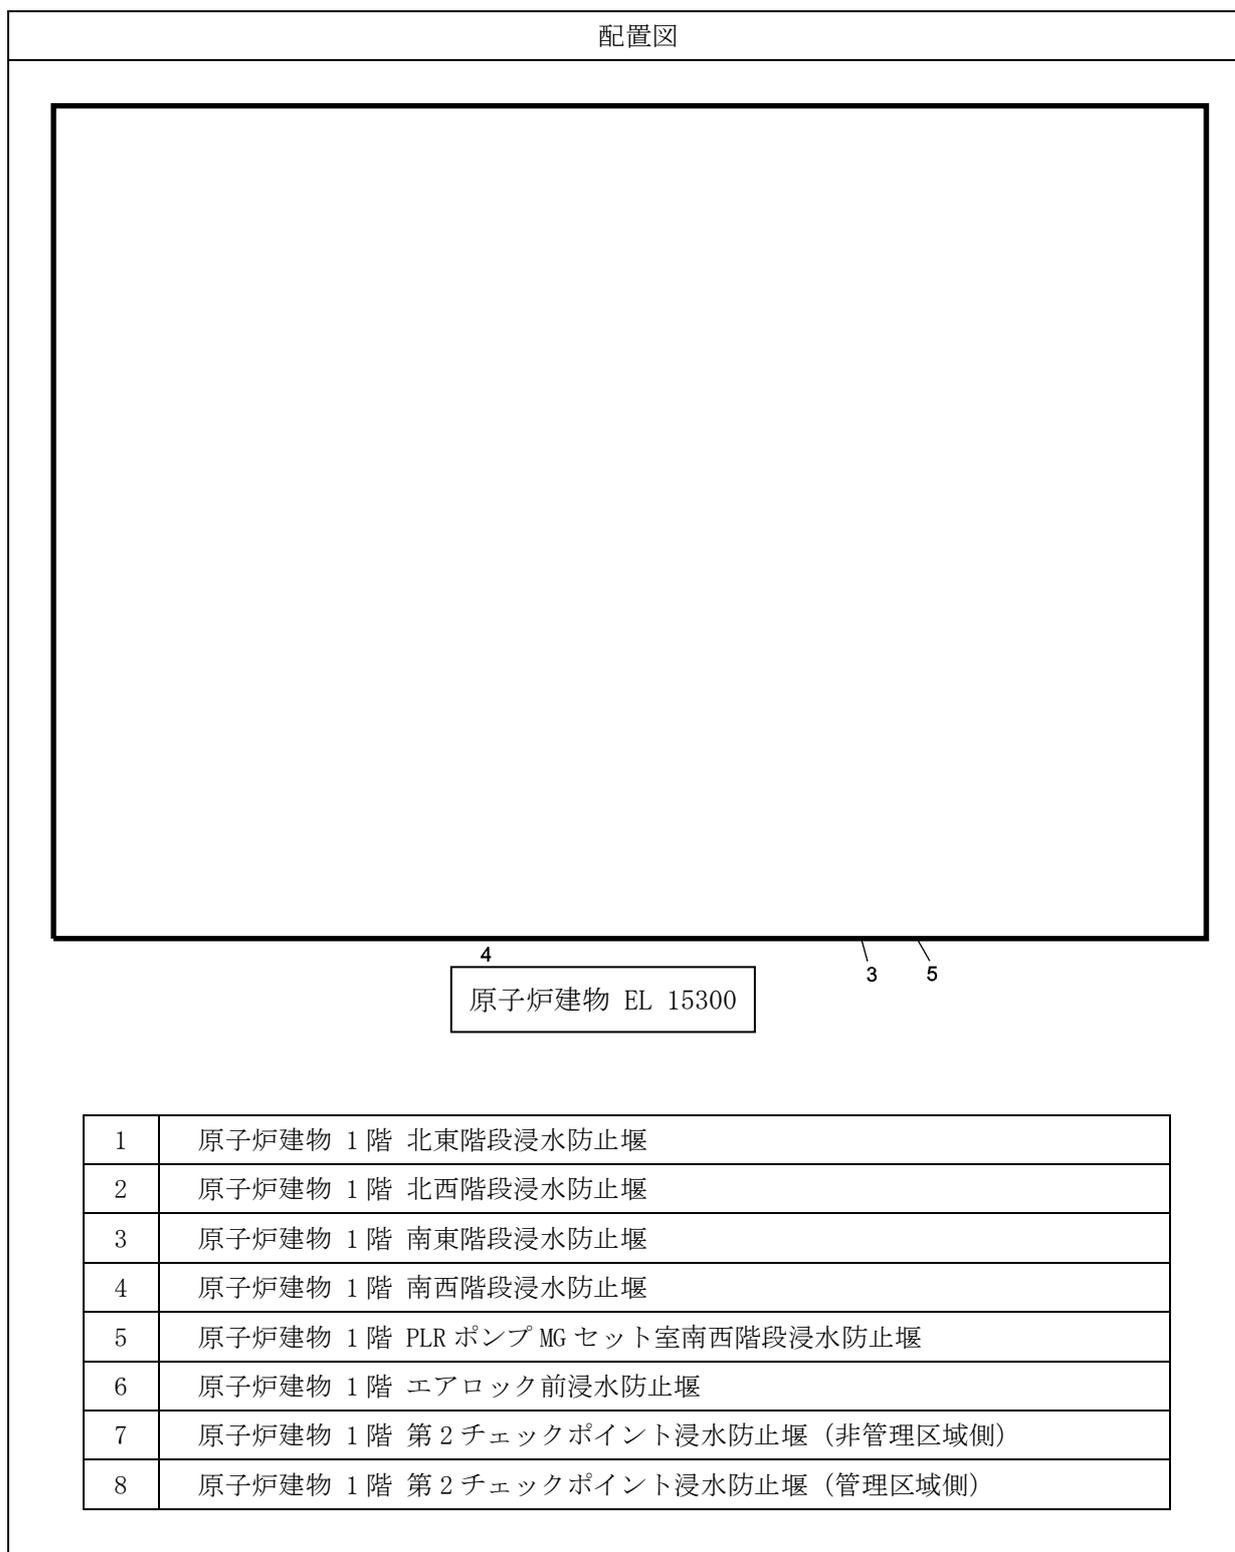 配置図
4
3
5
原子炉建物 EL 15300
1 原子炉建物 1階 北東階段浸水防止堰
2 原子炉建物 1階 北西階段浸水防止堰
3 原子炉建物 1階 南東階段浸水防止堰
4 原子炉建物 1階 南西階段浸水防止堰
5 原子炉建物 1階 PLRポンプMGセット室南西階段浸水防止堰
6 原子炉建物 1階 エアロック前浸水防止堰
7 原子炉建物 1階 第2チェックポイント浸水防止堰（非管理区域側）
8 原子炉建物 1階 第2チェックポイント浸水防止堰（管理区域側）